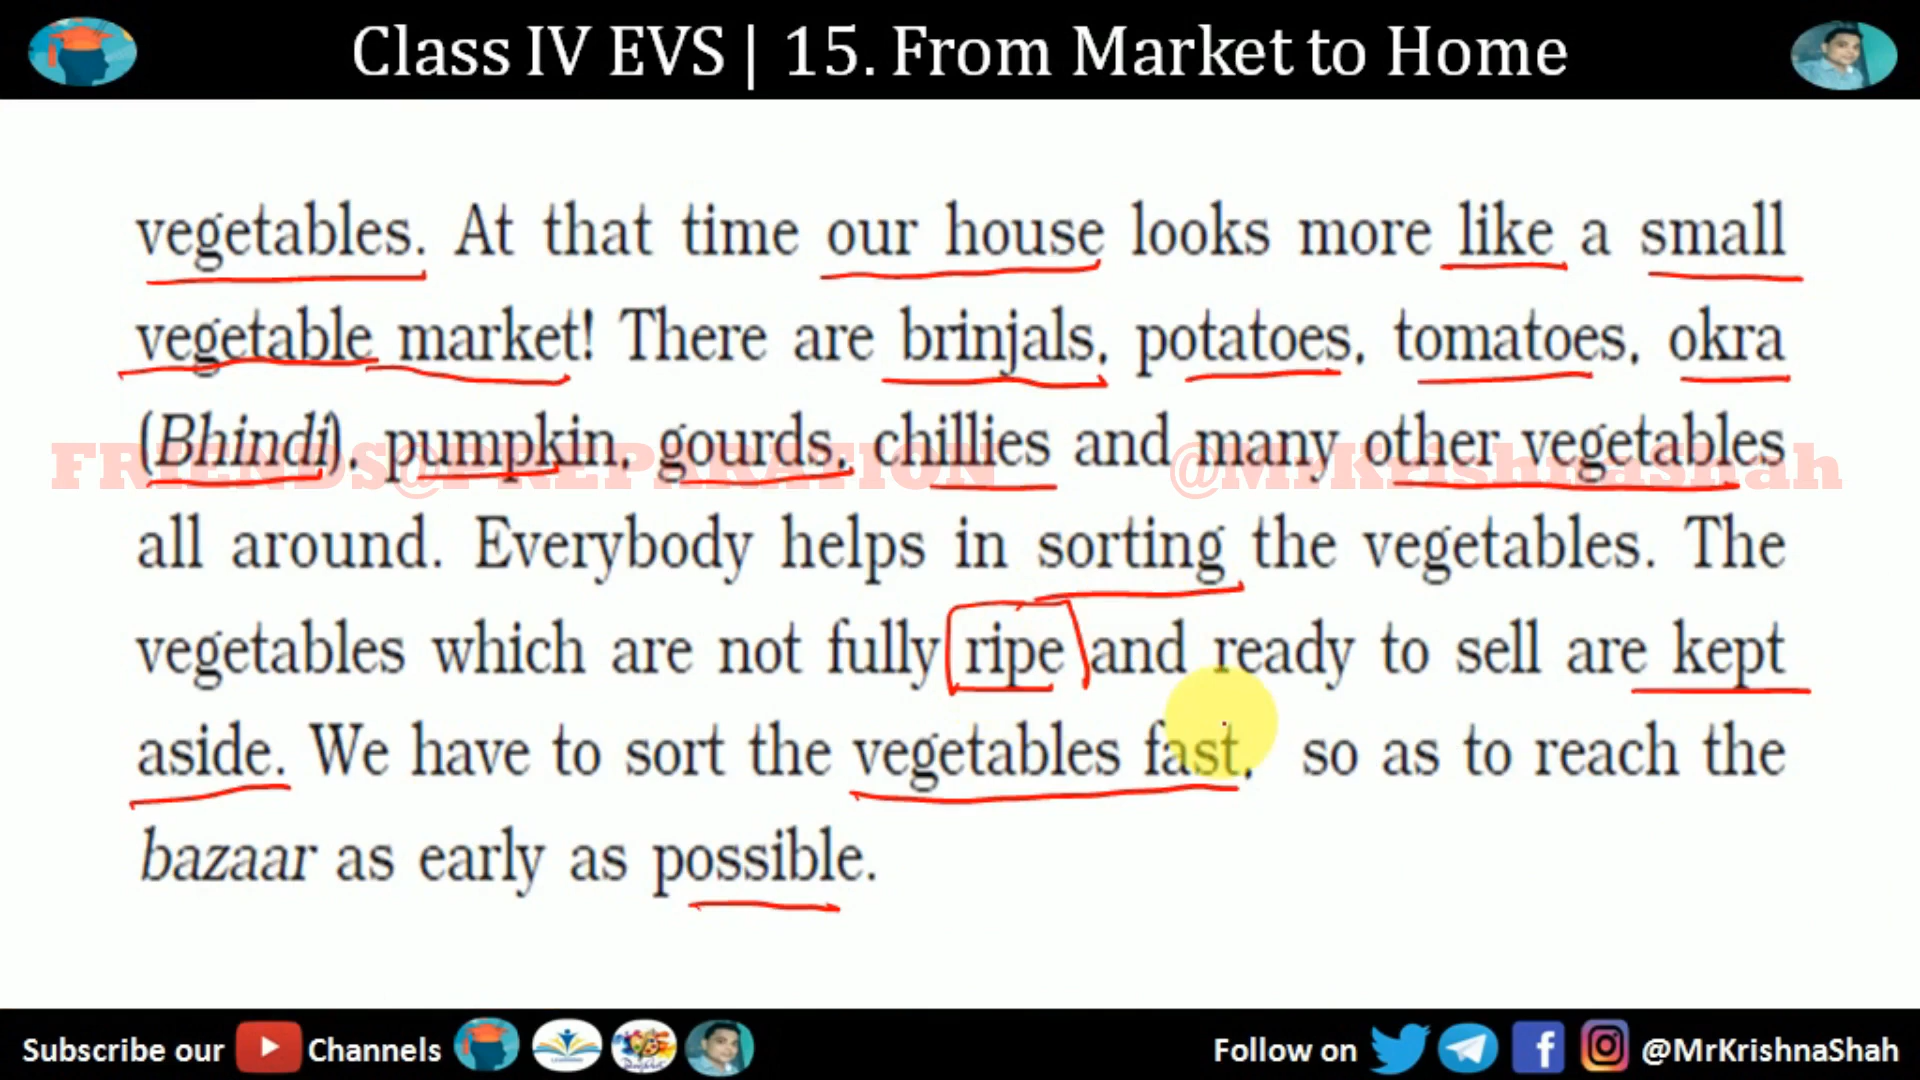 Class IV EVS | 15. From Market to Home
vegetables. At that time our house looks more like a small
vegetable market! There are brinjals, potatoes, tomatoes, okra
(Bhindi), pumpkin, gourds, chillies and many other vegetables
FRIENDS@PREPARATION @MrKrishnaShah
all around. Everybody helps in sorting the vegetables. The
vegetables which are not fully ripe and ready to sell are kept
aside. We have to sort the vegetables fast, so as to reach the
bazaar as early as possible.
Subscribe our Channels Follow on @MrKrishnaShah